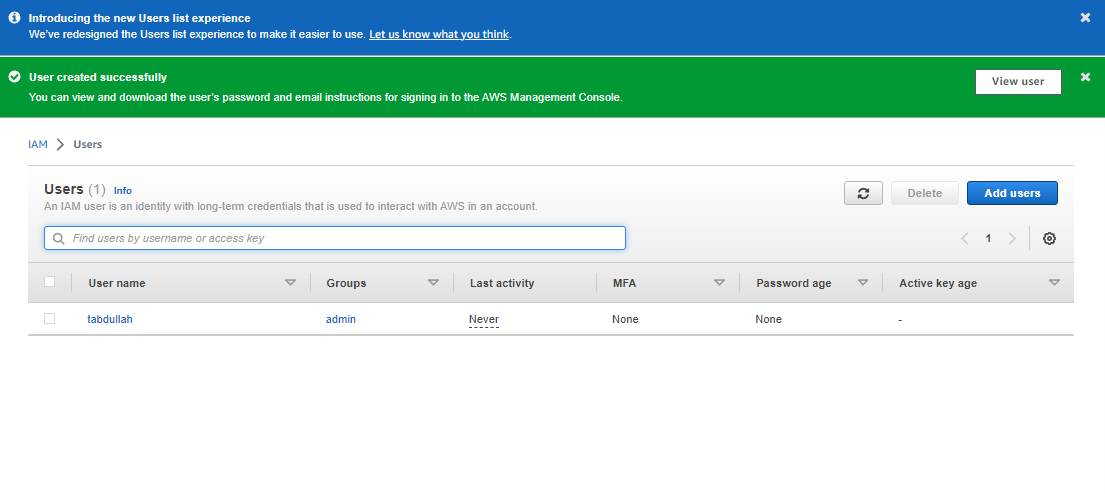 Introducing the new Users list experience
We've redesigned the Users list experience to make it easier to use. Let us know what you think.
User created successfully
You can view and download the user's password and email instructions for signing in to the AWS Management Console.
View user
IAM > Users
Users (1) Info
An IAM user is an identity with long-term credentials that is used to interact with AWS in an account.
Delete
Add users
Find users by username or access key
1
User name Groups Last activity MFA Password age Active key age
tabdullah admin Never None None -